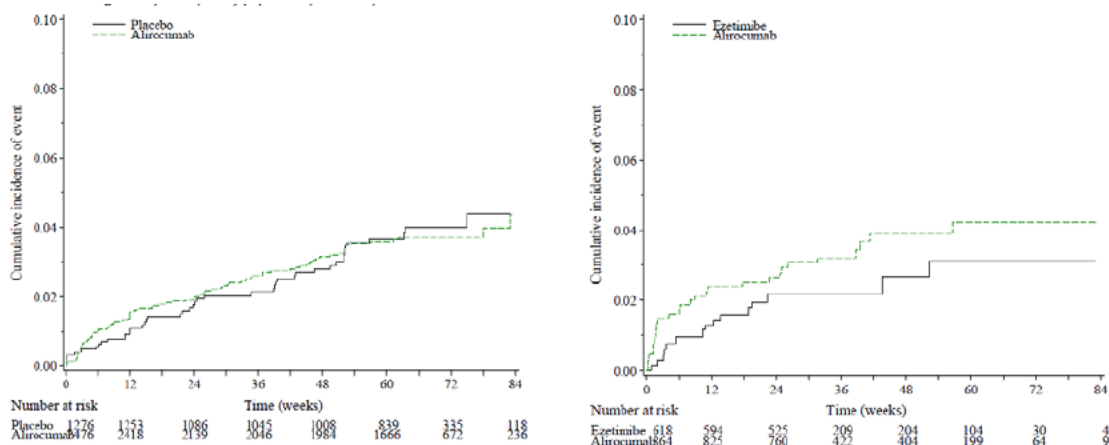 Placebo
Alirocumab
0.10
0.08
0.06
0.04
0.02
0.00
Cumulative incidence of event
0 12 24 36 48 60 72 84
Number at risk Time (weeks)
Placebo 1276 1253 1086 1045 1008 839 335 118
Alirocumab 2476 2418 2139 2046 1984 1666 672 236
Ezetimibe
Alirocumab
0.10
0.08
0.06
0.04
0.02
0.00
Cumulative incidence of event
0 12 24 36 48 60 72 84
Number at risk Time (weeks)
Ezetimibe 618 594 525 209 204 104 30 4
Alirocumab 864 825 760 422 404 199 64